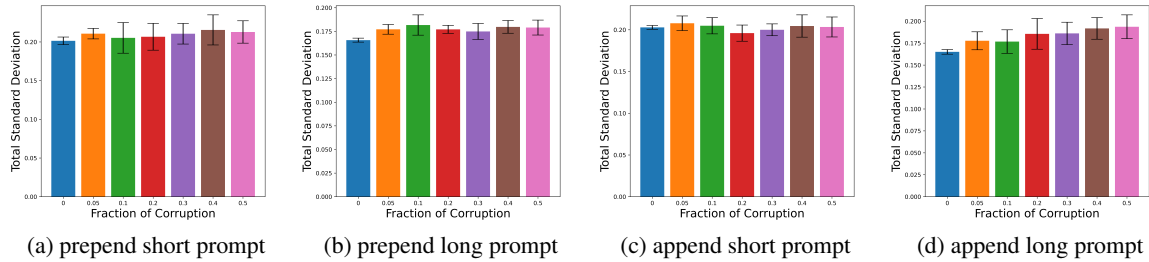 0.20
0.15
0.10
0.05
0.00
Total Standard Deviation
0 0.05 0.1 0.2 0.3 0.4 0.5
Fraction of Corruption
(a) prepend short prompt
0.200
0.175
0.150
0.125
0.100
0.075
0.050
0.025
0.000
Total Standard Deviation
0 0.05 0.1 0.2 0.3 0.4 0.5
Fraction of Corruption
(b) prepend long prompt
0.20
0.15
0.10
0.05
0.00
Total Standard Deviation
0 0.05 0.1 0.2 0.3 0.4 0.5
Fraction of Corruption
(c) append short prompt
0.200
0.175
0.150
0.125
0.100
0.075
0.050
0.025
0.000
Total Standard Deviation
0 0.05 0.1 0.2 0.3 0.4 0.5
Fraction of Corruption
(d) append long prompt